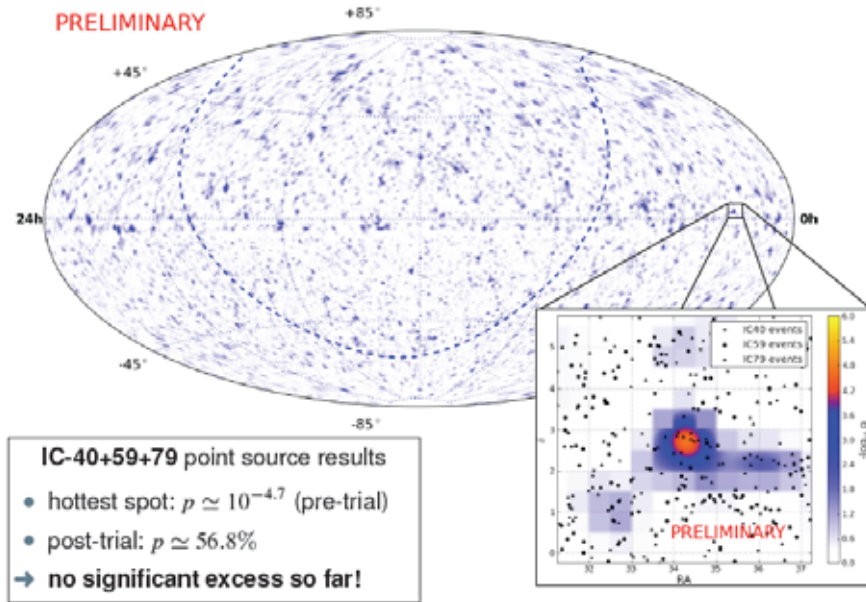 PRELIMINARY
+85°
+45°
24h
0h
-45°
-85°
IC40 events
IC59 events
IC79 events
6.0
5.4
4.8
4.2
3.6
3.0
2.4
1.8
1.2
0.6
0.0
5
4
3
2
1
0
32
33
34
35
36
37
RA
PRELIMINARY
IC-40+59+79 point source results
• hottest spot: p ≃ 10^{-4.7} (pre-trial)
• post-trial: p ≃ 56.8%
→ no significant excess so far!